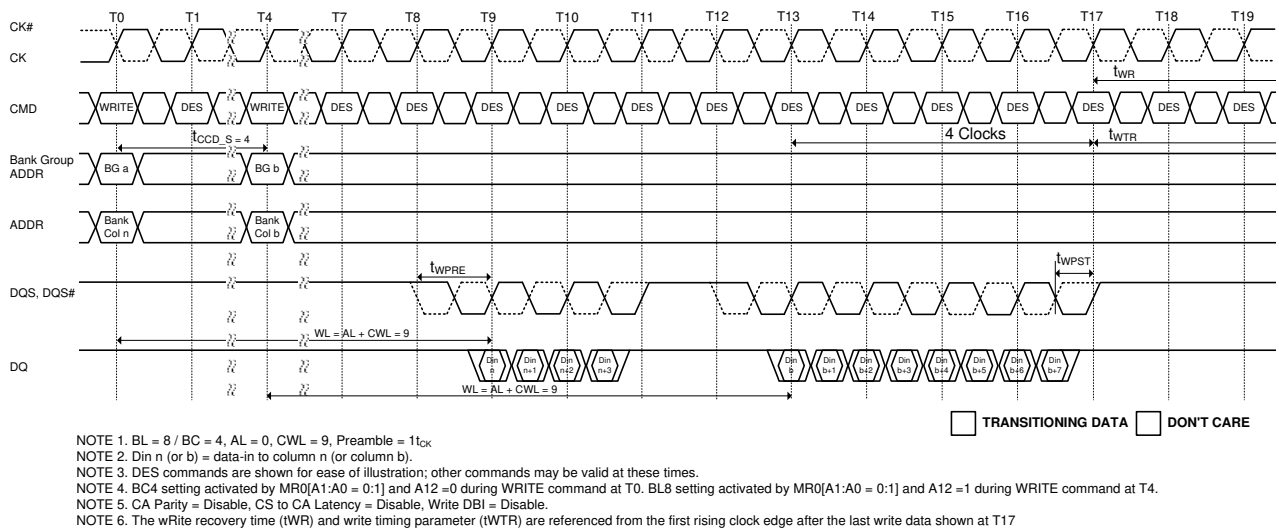 T0 T1 T4 T7 T8 T9 T10 T11 T12 T13 T14 T15 T16 T17 T18 T19
CK#
CK
tWR
CMD
WRITE DES WRITE DES DES DES DES DES DES DES DES DES DES DES DES DES
tCCD_S = 4
4 Clocks
tWTR
Bank Group
ADDR
BG a
BG b
ADDR
Bank
Col n
Bank
Col b
tWPRE
tWPST
DQS, DQS#
WL = AL + CWL = 9
DQ
Din
n
Din
n+1
Din
n+2
Din
n+3
Din
b
Din
b+1
Din
b+2
Din
b+3
Din
b+4
Din
b+5
Din
b+6
Din
b+7
WL = AL + CWL = 9
TRANSITIONING DATA
DON'T CARE
NOTE 1. BL = 8 / BC = 4, AL = 0, CWL = 9, Preamble = 1tCK
NOTE 2. Din n (or b) = data-in to column n (or column b).
NOTE 3. DES commands are shown for ease of illustration; other commands may be valid at these times.
NOTE 4. BC4 setting activated by MR0[A1:A0 = 0:1] and A12 =0 during WRITE command at T0. BL8 setting activated by MR0[A1:A0 = 0:1] and A12 =1 during WRITE command at T4.
NOTE 5. CA Parity = Disable, CS to CA Latency = Disable, Write DBI = Disable.
NOTE 6. The wRite recovery time (tWR) and write timing parameter (tWTR) are referenced from the first rising clock edge after the last write data shown at T17